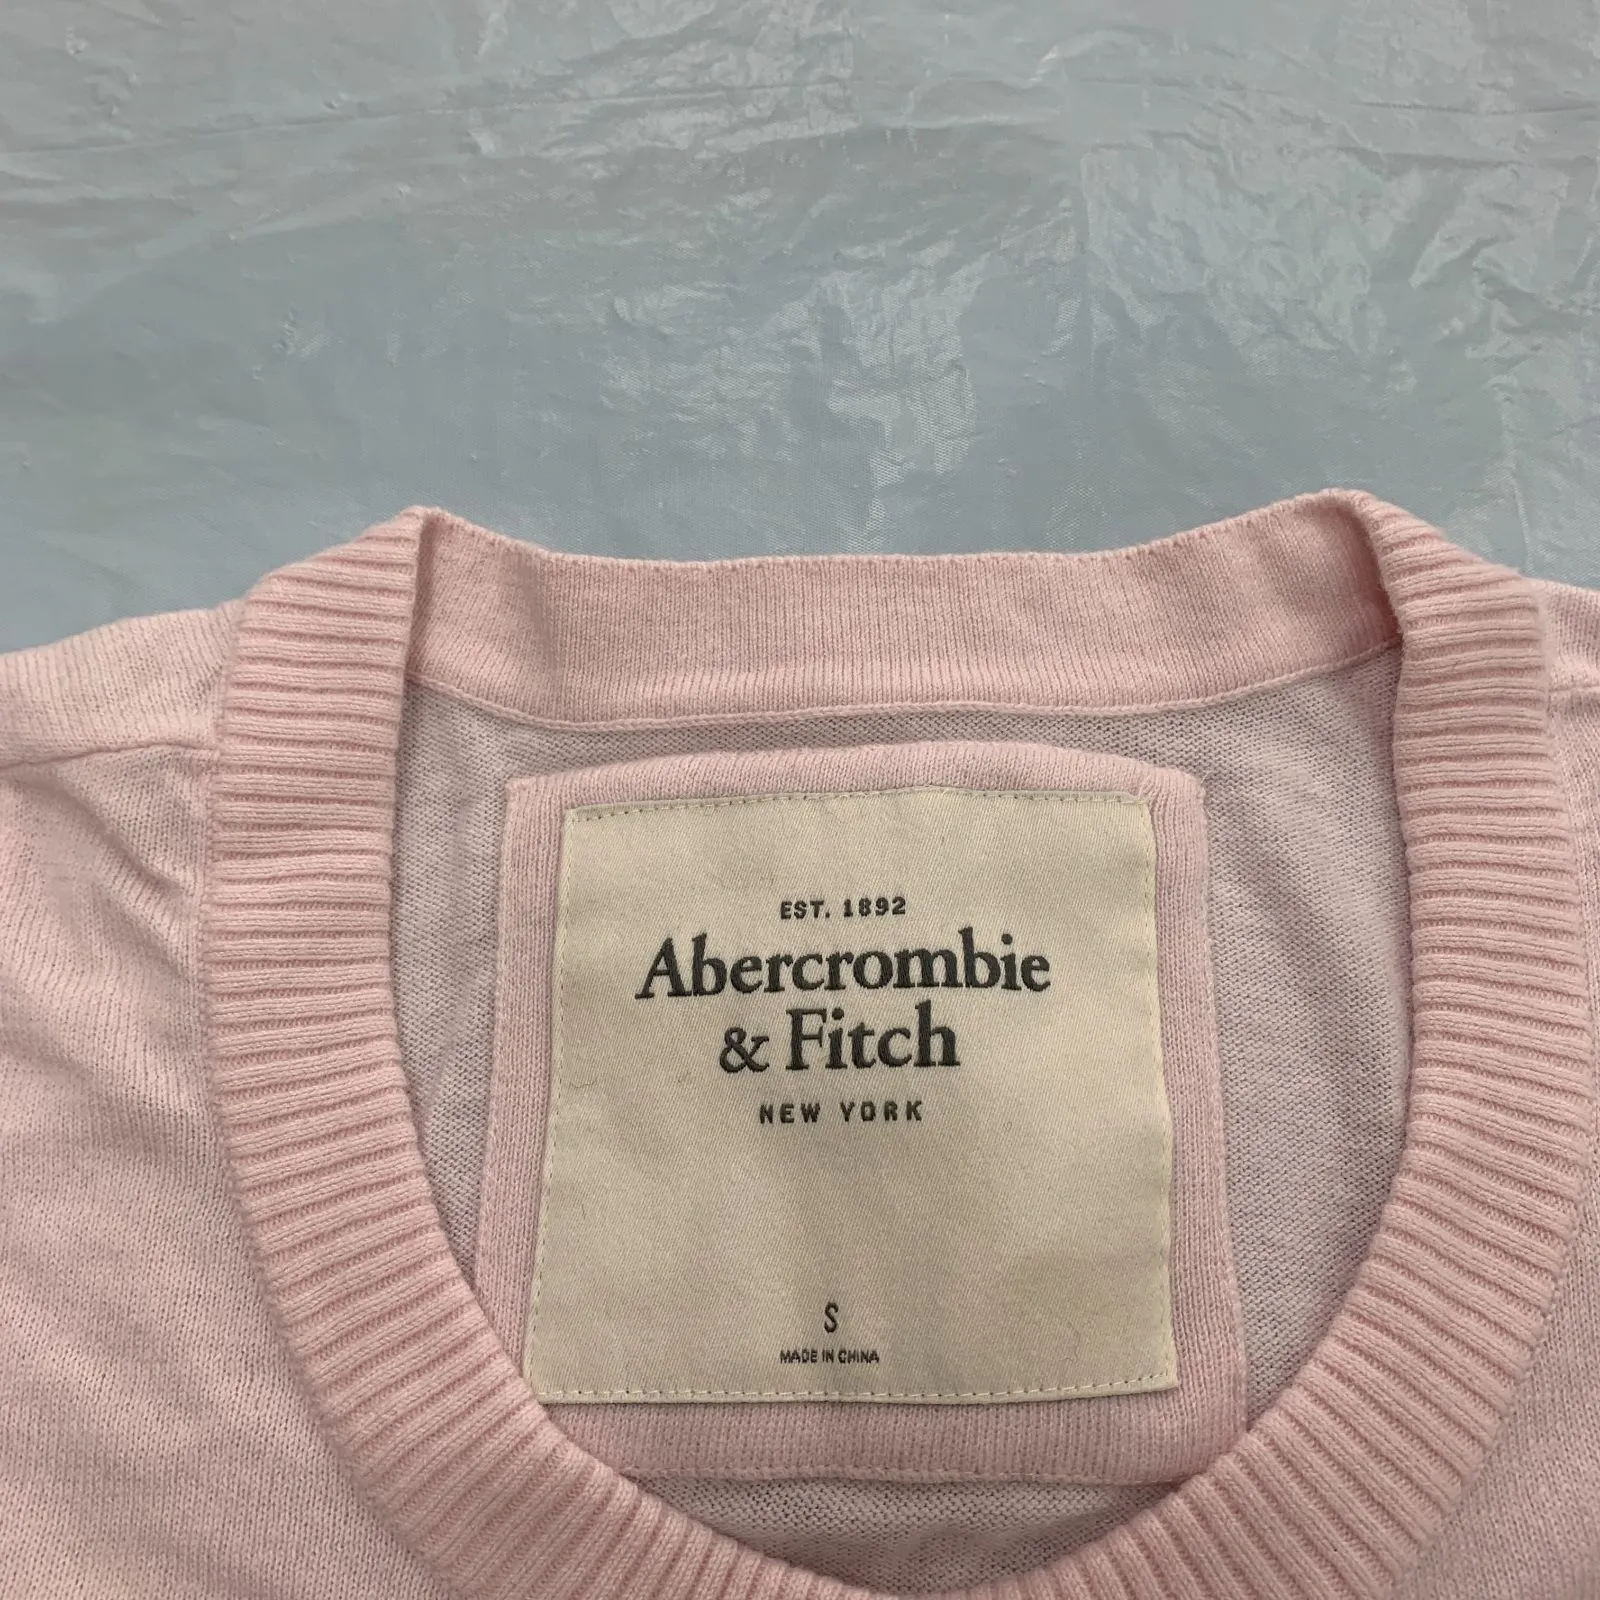 EST. 1892
Abercrombie
& Fitch
NEW YORK
S
MADE IN CHINA